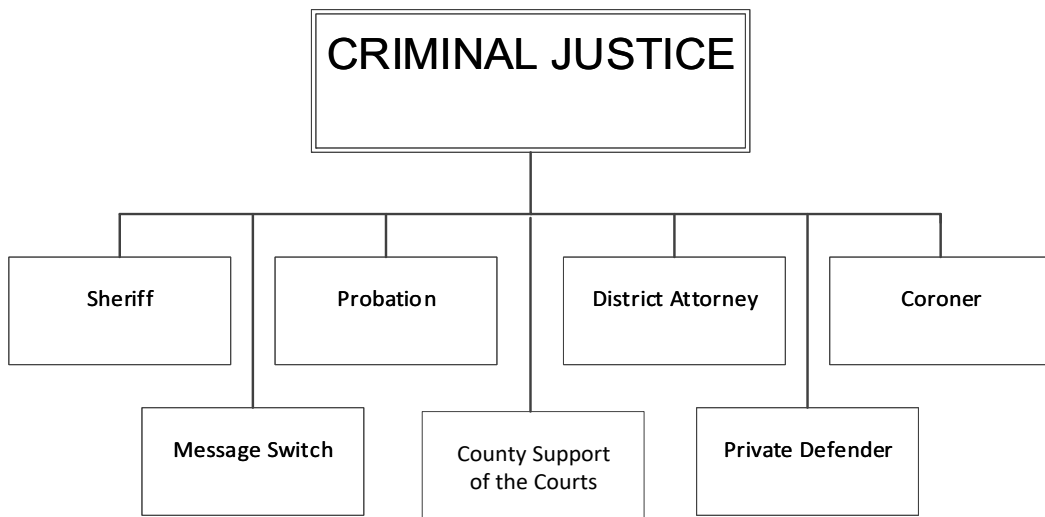 CRIMINAL JUSTICE
Sheriff
Probation
District Attorney
Coroner
Message Switch
County Support
of the Courts
Private Defender